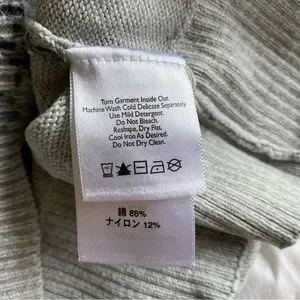 Turn Garment Inside Out.
Machine Wash Cold Delicate Separately.
Use Mild Detergent.
Do Not Bleach.
Reshape, Dry Flat.
Cool Iron As Desired.
Do Not Dry Clean.
綿 88%
ナイロン 12%